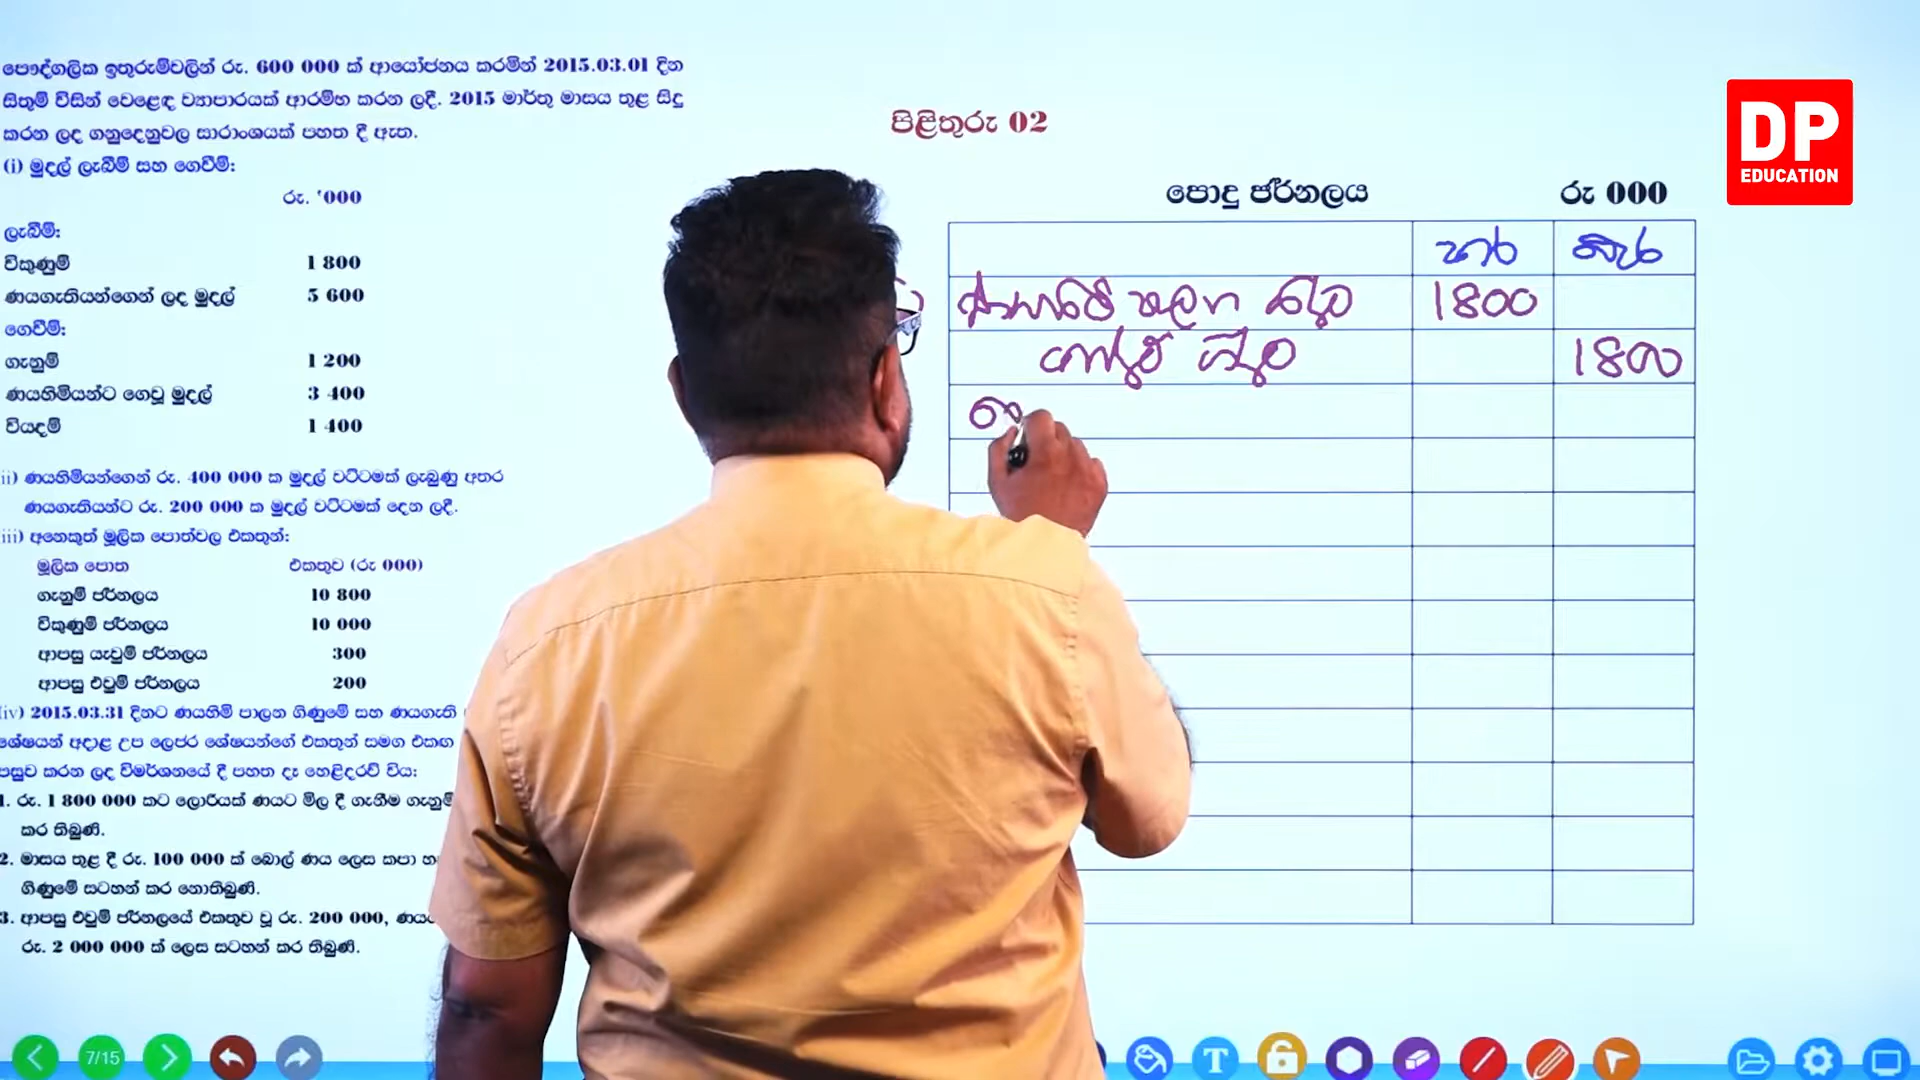 පෞද්ගලික ඉතුරුම්වලින් රු. 600 000 ක් ආයෝජනය කරමින් 2015.03.01 දින
සිතුම් විසින් වෙළෙඳ ව්‍යාපාරයක් ආරම්භ කරන ලදී. 2015 මාර්තු මාසය තුළ සිදු
කරන ලද ගනුදෙනුවල සාරාංශයක් පහත දී ඇත.
(i) මුදල් ලැබීම් සහ ගෙවීම්:
රු. '000
ලැබීම්:
විකුණුම් 1 800
ණයගැතියන්ගෙන් ලද මුදල් 5 600
ගෙවීම්:
ගැනුම් 1 200
ණයහිමියන්ට ගෙවූ මුදල් 3 400
වියදම් 1 400
ii) ණයහිමියන්ගෙන් රු. 400 000 ක මුදල් වට්ටමක් ලැබුණු අතර
ණයගැතියන්ට රු. 200 000 ක මුදල් වට්ටමක් දෙන ලදී.
iii) අනෙකුත් මූලික පොත්වල එකතුන්:
මූලික පොත එකතුව (රු 000)
ගැනුම් ජර්නලය 10 800
විකුණුම් ජර්නලය 10 000
ආපසු යැවුම් ජර්නලය 300
ආපසු එවුම් ජර්නලය 200
(iv) 2015.03.31 දිනට ණයහිමි පාලන ගිණුමේ සහ ණයගැති
ශේෂයන් අදාළ උප ලෙජර ශේෂයන්ගේ එකතුන් සමග එකඟ
පසුව කරන ලද විමර්ශනයේ දී පහත දෑ හෙළිදරව් විය:
1. රු. 1 800 000 කට ලොරියක් ණයට මිල දී ගැනීම ගැනුම්
කර තිබුණි.
2. මාසය තුළ දී රු. 100 000 ක් බොල් ණය ලෙස කපා හ
ගිණුමේ සටහන් කර නොතිබුණි.
3. ආපසු එවුම් ජර්නලයේ එකතුව වූ රු. 200 000, ණය
රු. 2 000 000 ක් ලෙස සටහන් කර තිබුණි.
පිළිතුරු 02
පොදු ජර්නලය රු 000
හර බැර
පාලන ගිණුම 1800
ගිණුම 1800
DP
EDUCATION
7/15